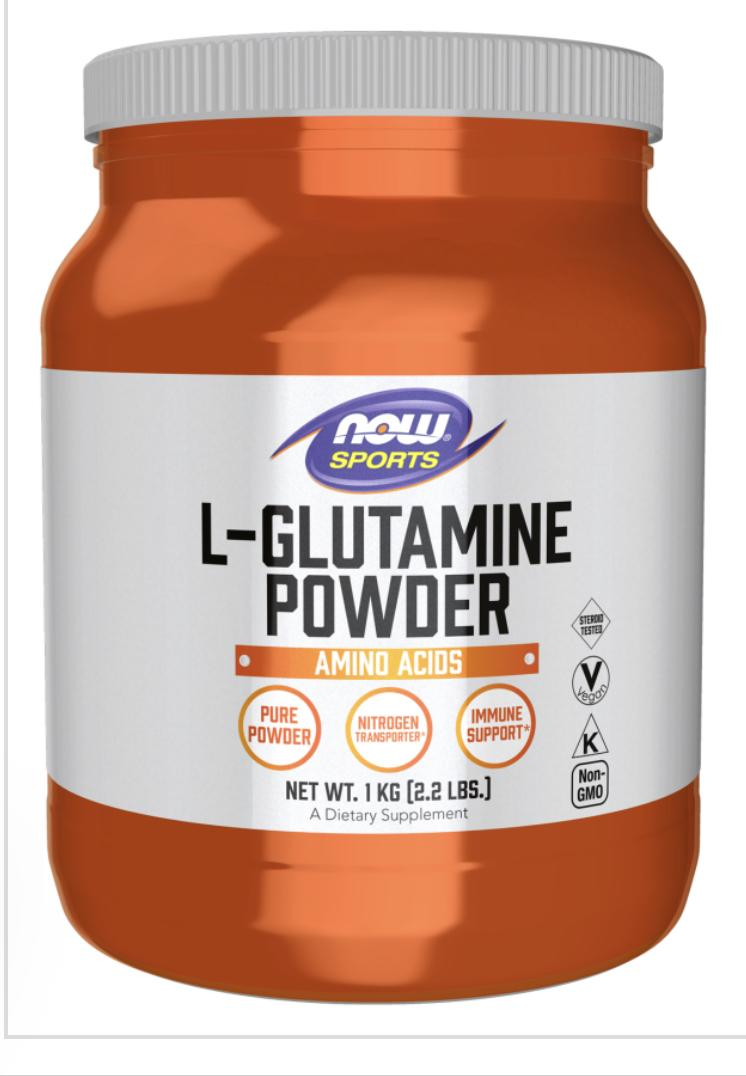 NOW®
SPORTS
L-GLUTAMINE
POWDER
AMINO ACIDS
PURE
POWDER
NITROGEN
TRANSPORTER*
IMMUNE
SUPPORT*
STEROID
TESTED
V
Vegan
K
Non-
GMO
NET WT. 1 KG (2.2 LBS.)
A Dietary Supplement